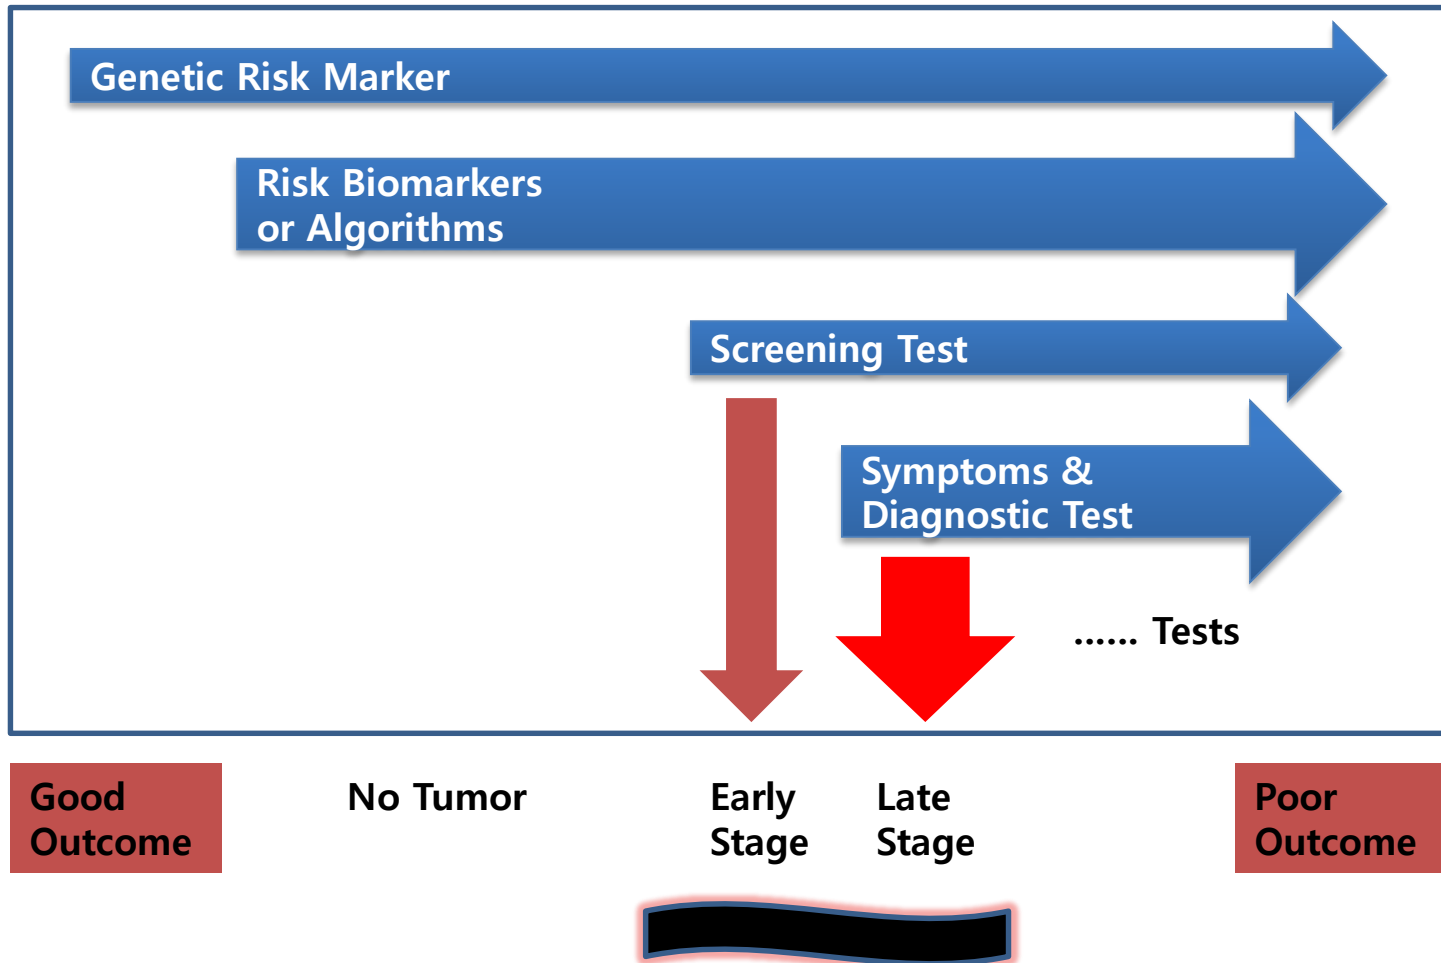 Genetic Risk Marker
Risk Biomarkers
or Algorithms
Screening Test
Symptoms &
Diagnostic Test
...... Tests
Good
Outcome
No Tumor
Early
Stage
Late
Stage
Poor
Outcome